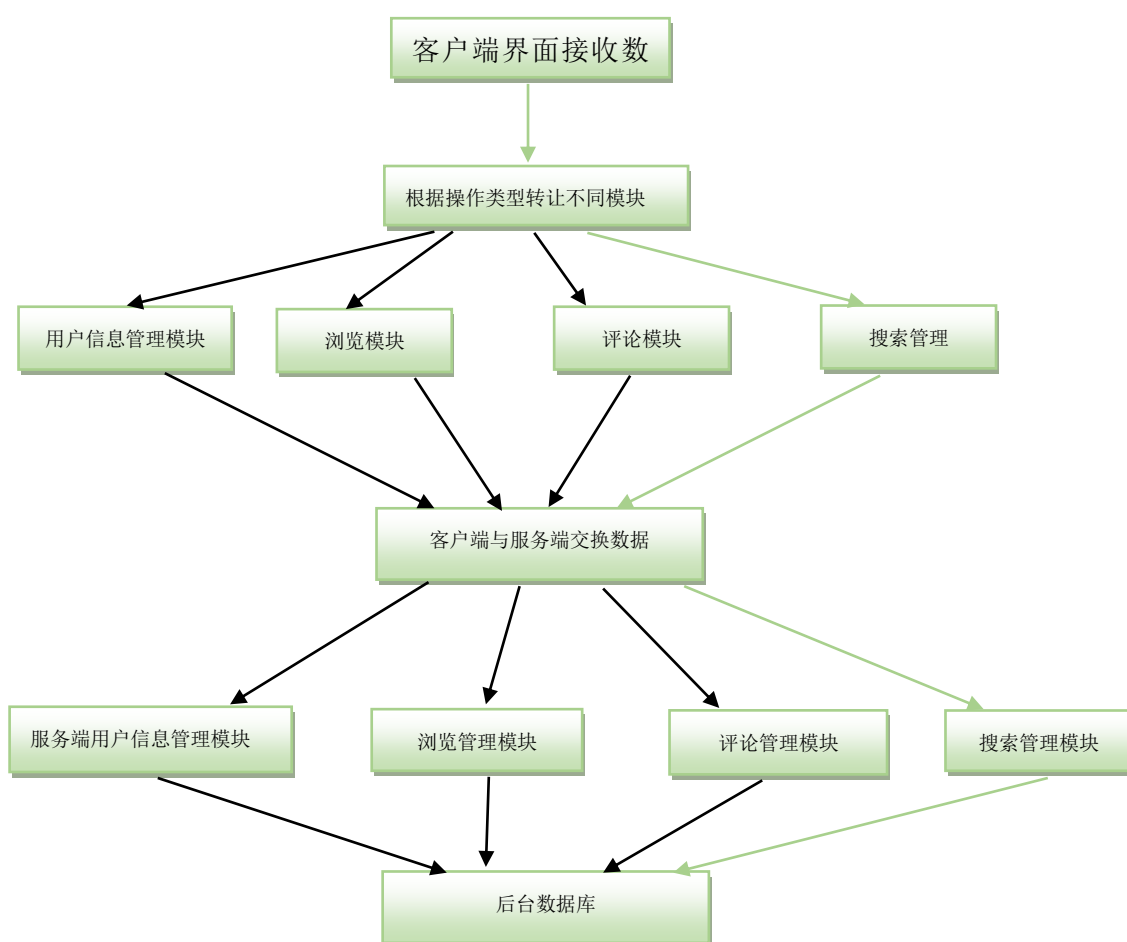 客户端界面接收数
根据操作类型转让不同模块
用户信息管理模块
浏览模块
评论模块
搜索管理
客户端与服务端交换数据
服务端用户信息管理模块
浏览管理模块
评论管理模块
搜索管理模块
后台数据库